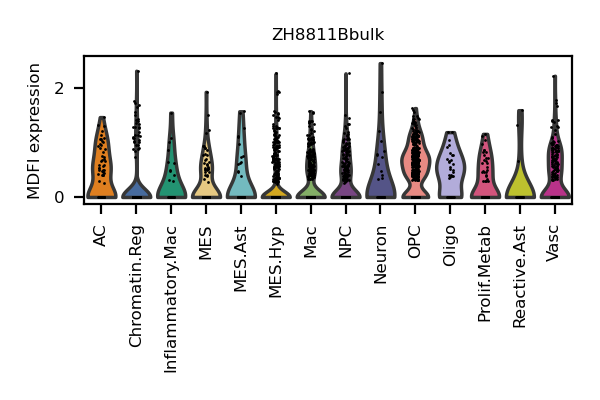 ZH8811Bbulk
MDFI expression
2
0
AC
Chromatin.Reg
Inflammatory.Mac
MES
MES.Ast
MES.Hyp
Mac
NPC
Neuron
OPC
Oligo
Prolif.Metab
Reactive.Ast
Vasc